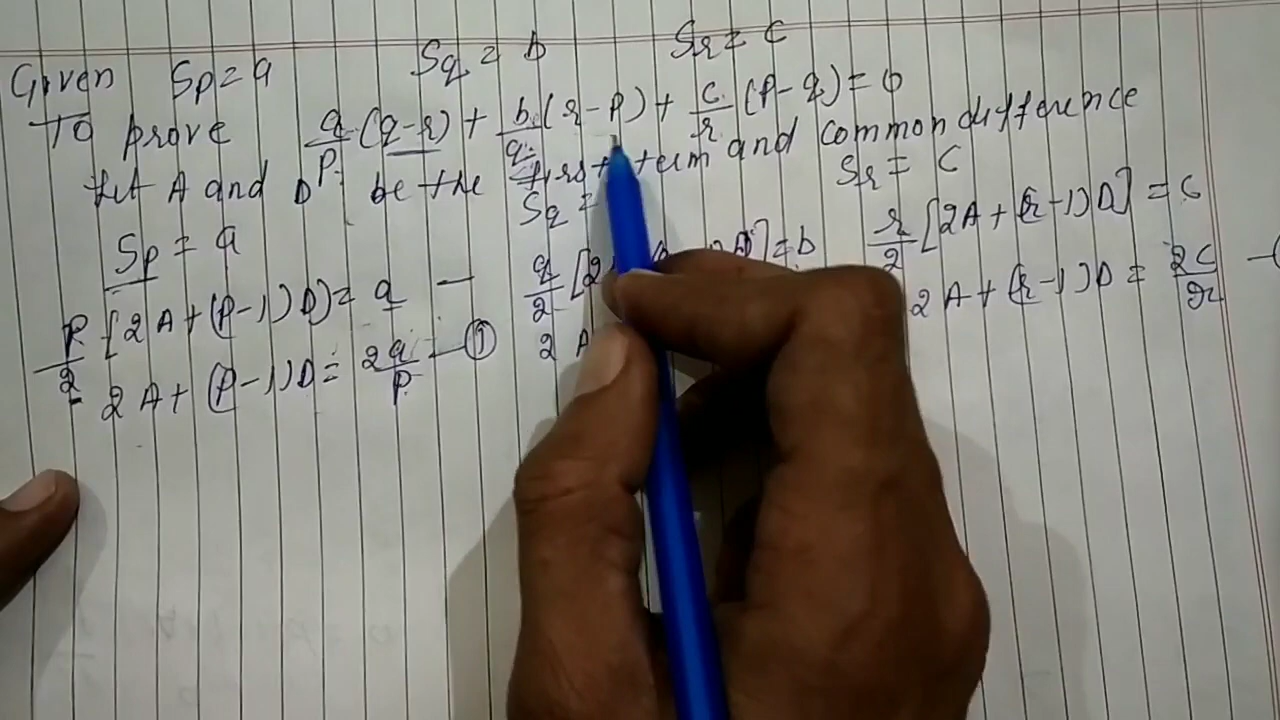 Given Sp = a Sq = b Sr = c
To prove a/p (q-r) + b/q (r-p) + c/r (p-q) = 0
Let A and D be the first term and common difference
Sp = a Sq = Sr = c
p/2 [2A+(p-1)D] = a - q/2 [2 ]=b r/2 [2A+(r-1)D] = c
2A+(p-1)D = 2a/p — ① 2A 2A+(r-1)D = 2c/r —(